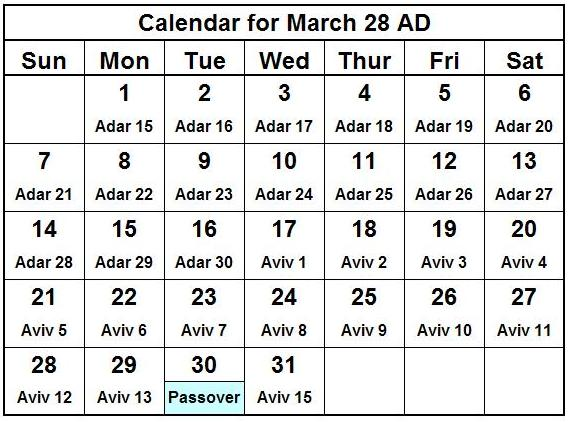 Calendar for March 28 AD
Sun Mon Tue Wed Thur Fri Sat
1 2 3 4 5 6
Adar 15 Adar 16 Adar 17 Adar 18 Adar 19 Adar 20
7 8 9 10 11 12 13
Adar 21 Adar 22 Adar 23 Adar 24 Adar 25 Adar 26 Adar 27
14 15 16 17 18 19 20
Adar 28 Adar 29 Adar 30 Aviv 1 Aviv 2 Aviv 3 Aviv 4
21 22 23 24 25 26 27
Aviv 5 Aviv 6 Aviv 7 Aviv 8 Aviv 9 Aviv 10 Aviv 11
28 29 30 31
Aviv 12 Aviv 13 Passover Aviv 15